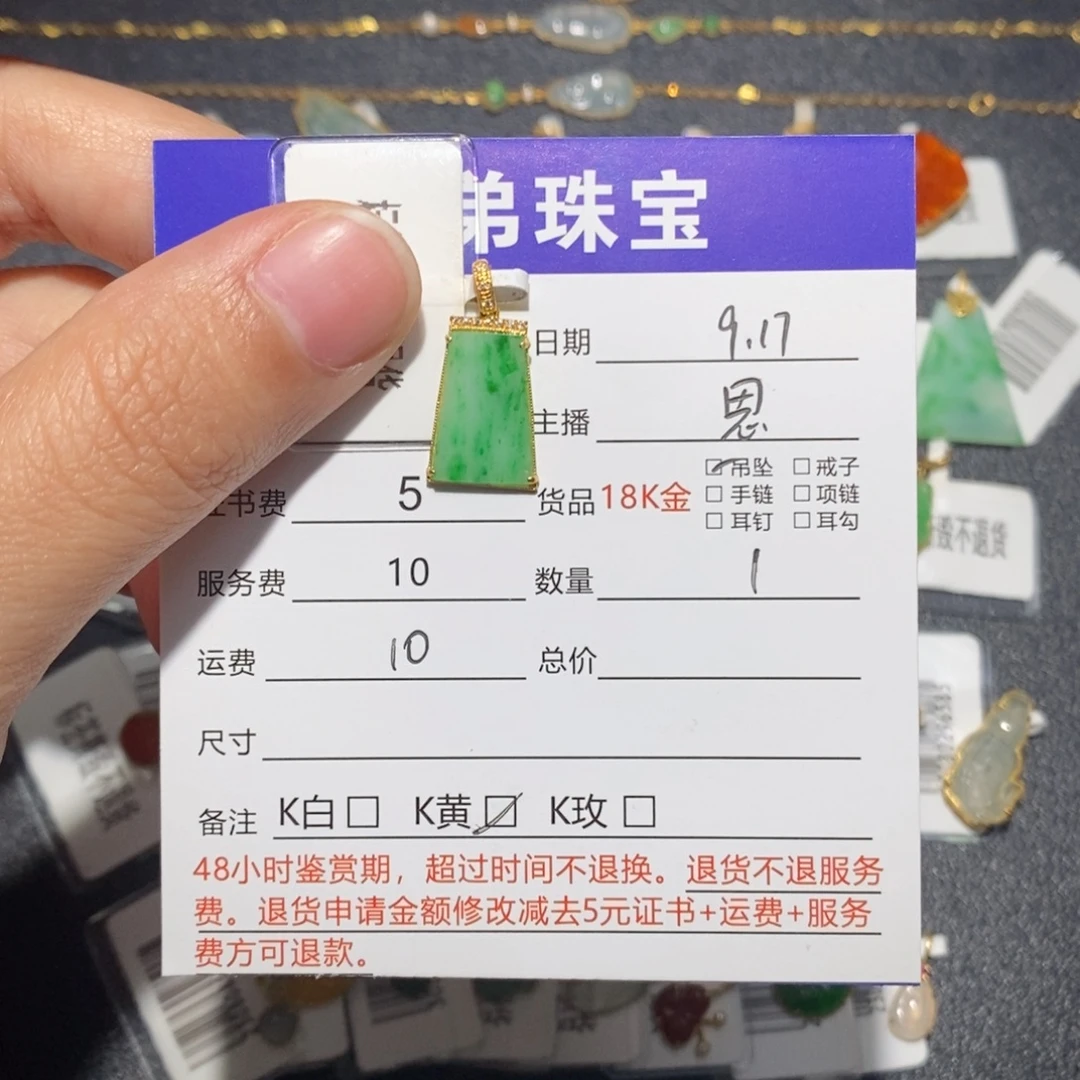 弟珠宝
日期 9.17
主播 恩
书费 5 货品 18K金 吊坠 戒子
手链 项链
耳钉 耳勾
服务费 10 数量 1
运费 10 总价
尺寸
备注 K白 K黄 K玫
48小时鉴赏期，超过时间不退换。退货不退服务
费。退货申请金额修改减去5元证书+运费+服务
费方可退款。
不退货